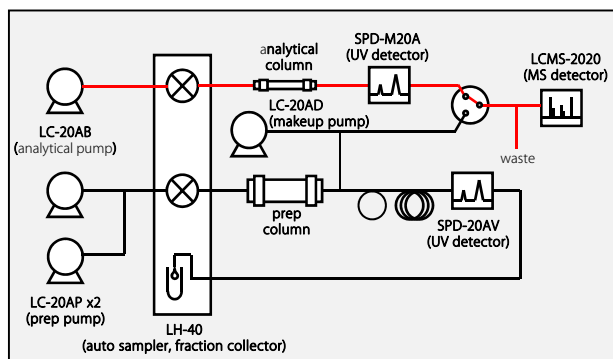 SPD-M20A
(UV detector)
analytical
column
LCMS-2020
(MS detector)
LC-20AB
(analytical pump)
LC-20AD
(makeup pump)
waste
prep
column
SPD-20AV
(UV detector)
LC-20AP x2
(prep pump)
LH-40
(auto sampler, fraction collector)